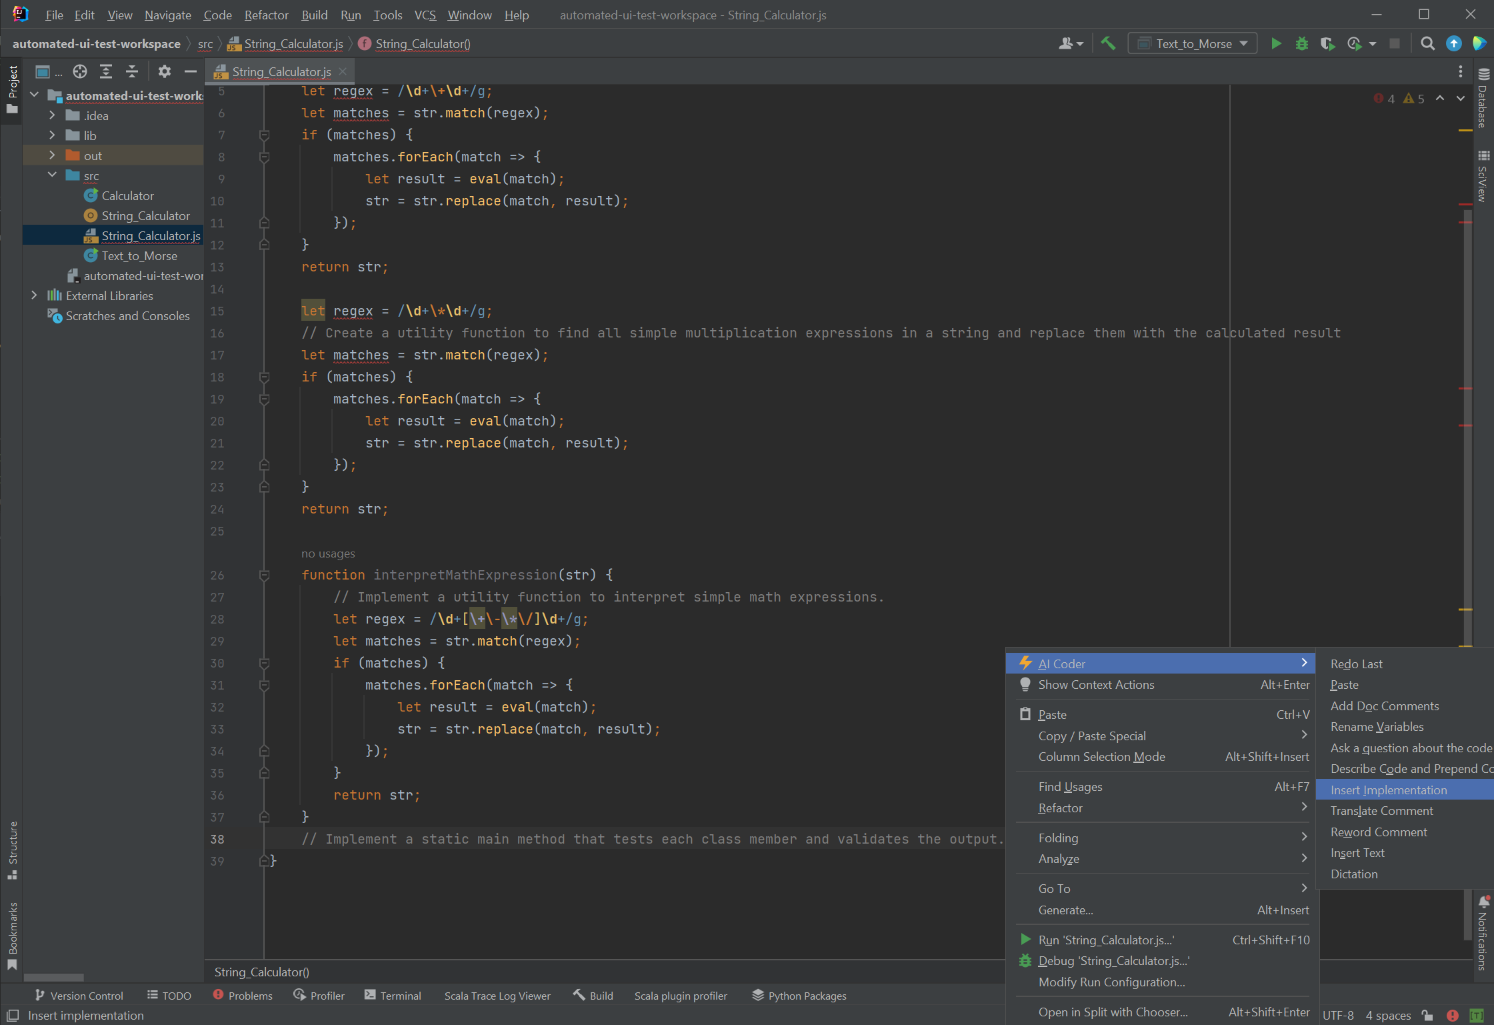 File Edit View Navigate Code Refactor Build Run Tools VCS Window Help automated-ui-test-workspace - String_Calculator.js
automated-ui-test-workspace src String_Calculator.js String_Calculator() Text_to_Morse
Project
... String_Calculator.js
automated-ui-test-work
.idea
lib
out
src
Calculator
String_Calculator
String_Calculator.js
Text_to_Morse
automated-ui-test-wor
External Libraries
Scratches and Consoles
4 5
5 let regex = /\d+\+\d+/g;
6 let matches = str.match(regex);
7 if (matches) {
8 matches.forEach(match => {
9 let result = eval(match);
10 str = str.replace(match, result);
11 });
12 }
13 return str;
14
15 let regex = /\d+\*\d+/g;
16 // Create a utility function to find all simple multiplication expressions in a string and replace them with the calculated result
17 let matches = str.match(regex);
18 if (matches) {
19 matches.forEach(match => {
20 let result = eval(match);
21 str = str.replace(match, result);
22 });
23 }
24 return str;
25
no usages
26 function interpretMathExpression(str) {
27 // Implement a utility function to interpret simple math expressions.
28 let regex = /\d+[\+\-\*\/]\d+/g;
29 let matches = str.match(regex);
30 if (matches) {
31 matches.forEach(match => {
32 let result = eval(match);
33 str = str.replace(match, result);
34 });
35 }
36 return str;
37 }
38 // Implement a static main method that tests each class member and validates the output.
39 }
AI Coder
Show Context Actions Alt+Enter
Paste Ctrl+V
Copy / Paste Special
Column Selection Mode Alt+Shift+Insert
Find Usages Alt+F7
Refactor
Folding
Analyze
Go To
Generate... Alt+Insert
Run 'String_Calculator.js...' Ctrl+Shift+F10
Debug 'String_Calculator.js...'
Modify Run Configuration...
Open in Split with Chooser... Alt+Shift+Enter
Redo Last
Paste
Add Doc Comments
Rename Variables
Ask a question about the code
Describe Code and Prepend Co
Insert Implementation
Translate Comment
Reword Comment
Insert Text
Dictation
Database
SciView
Notifications
Structure
Bookmarks
String_Calculator()
Version Control TODO Problems Profiler Terminal Scala Trace Log Viewer Build Scala plugin profiler Python Packages
Insert implementation UTF-8 4 spaces